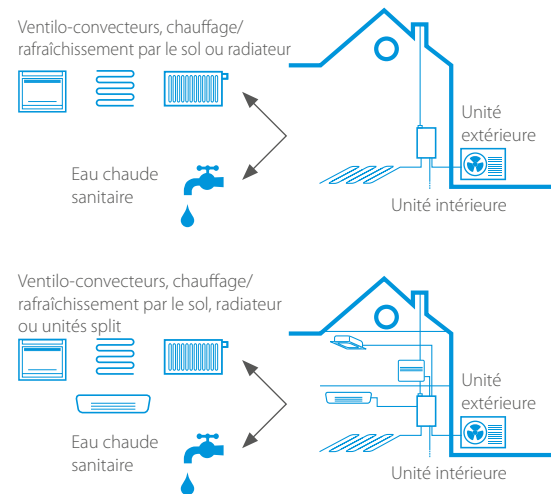 Ventilo-convecteurs, chauffage/
rafraîchissement par le sol ou radiateur
Eau chaude
sanitaire
Unité
extérieure
Unité intérieure
Ventilo-convecteurs, chauffage/
rafraîchissement par le sol, radiateur
ou unités split
Eau chaude
sanitaire
Unité
extérieure
Unité intérieure